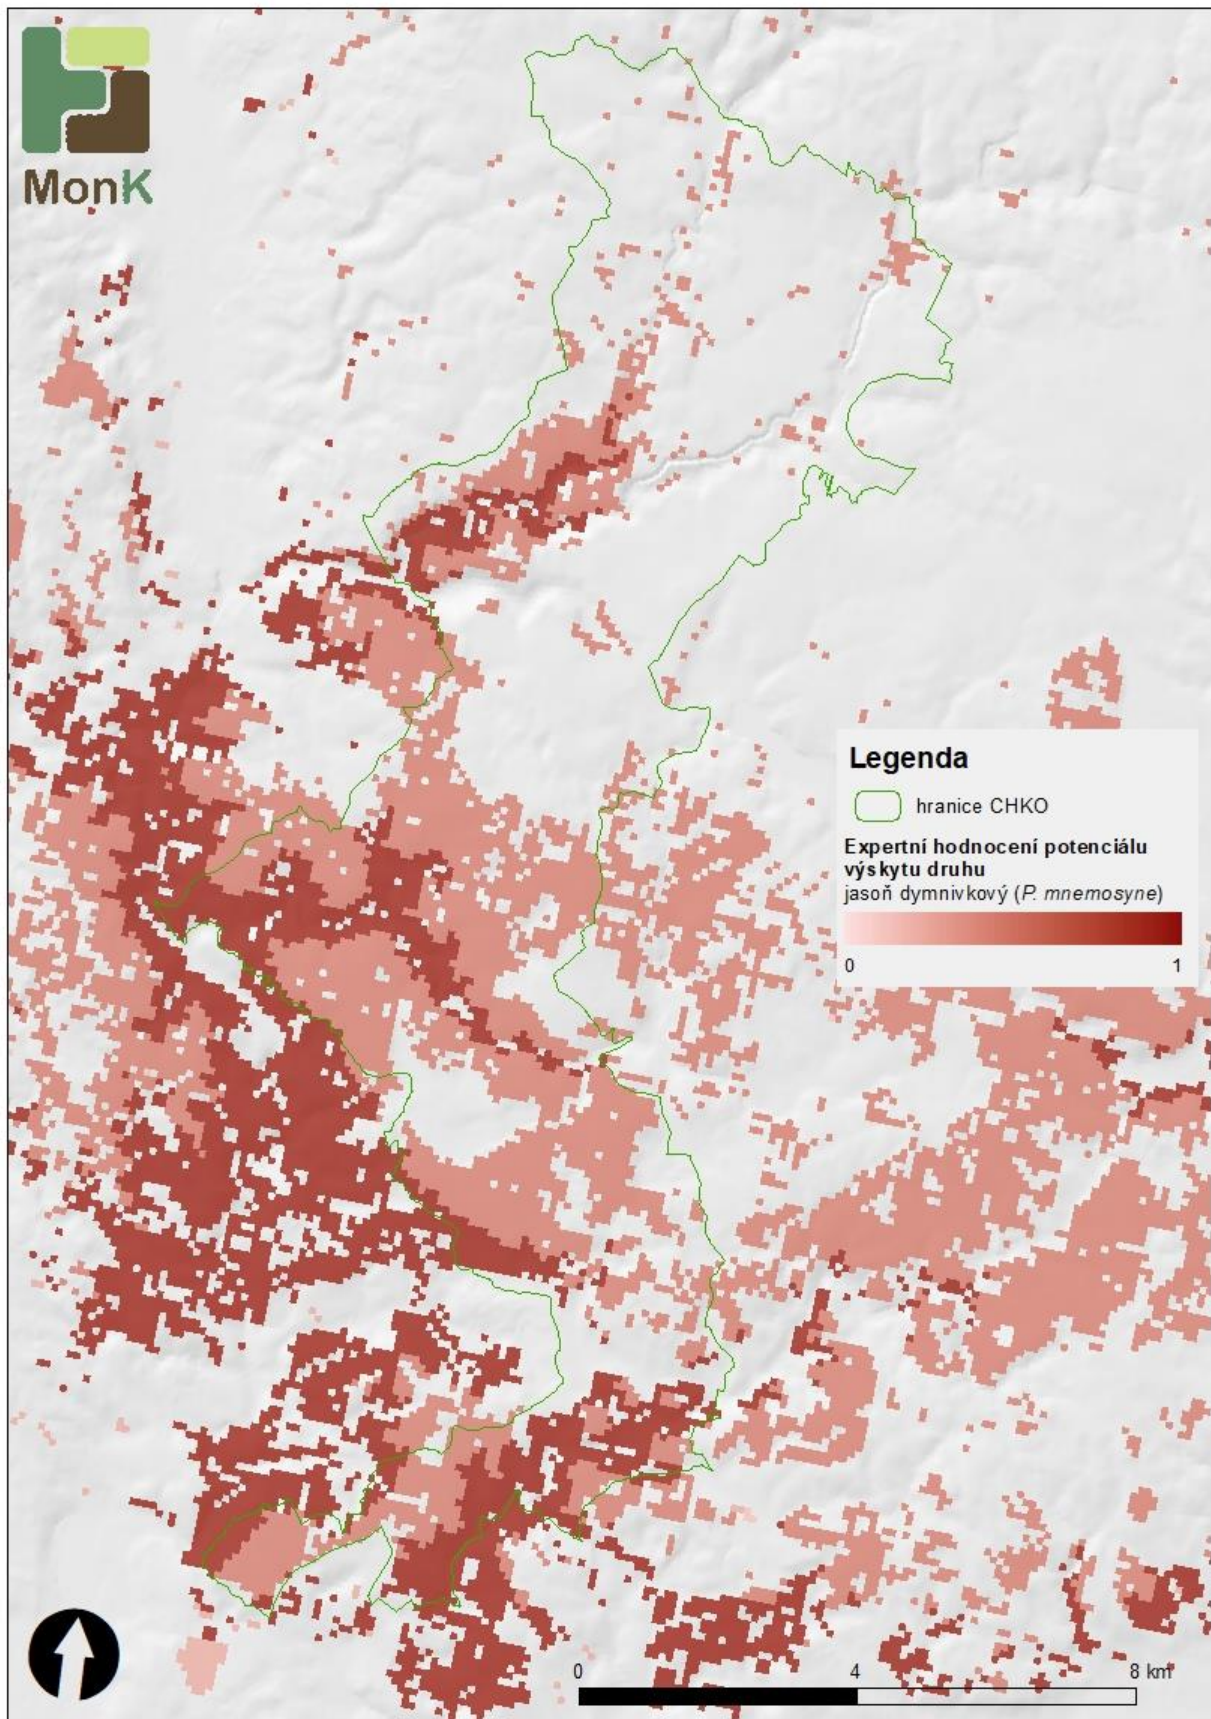 MonK
Legenda
hranice CHKO
Expertní hodnocení potenciálu
výskytu druhu
jasoň dymnivkový (P. mnemosyne)
0 1
0 4 8 km